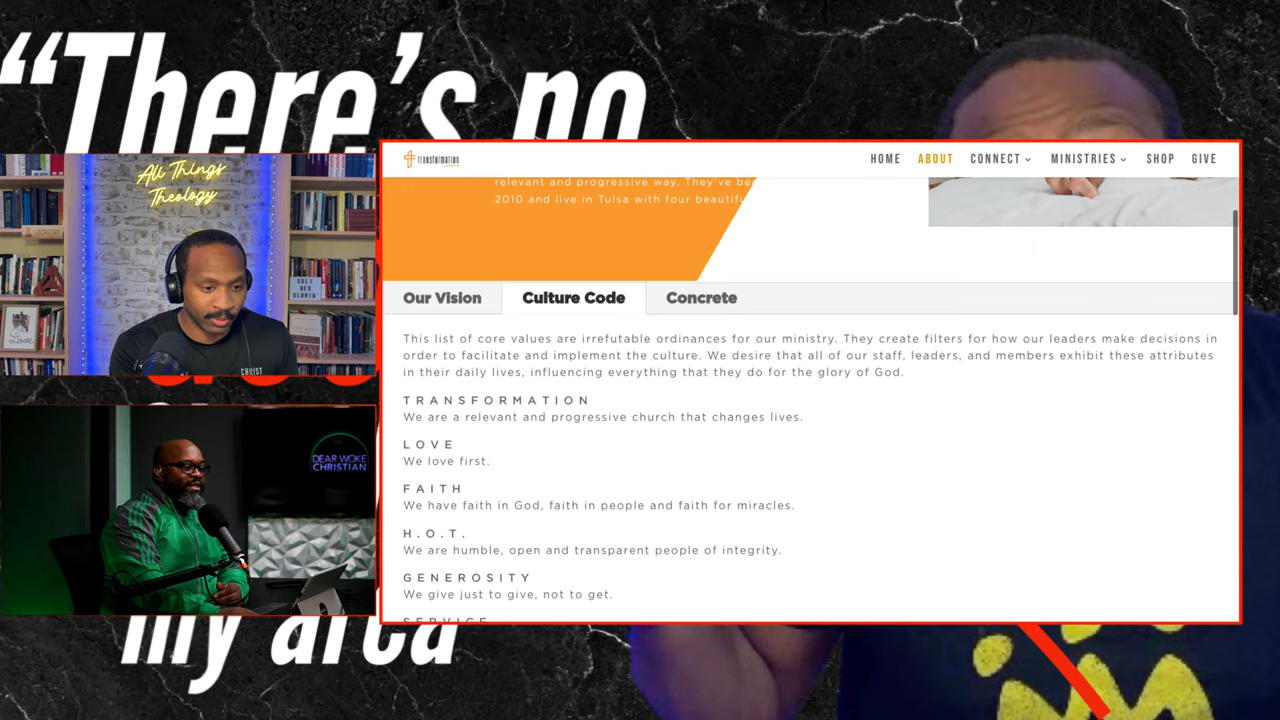 “There’s no
All Things
Theology
SOLI
DEO
GLORIA
CHRIST
DEAR WOKE
CHRISTIAN
my area
transformation
HOME ABOUT CONNECT MINISTRIES SHOP GIVE
relevant and progressive way. They've be
2010 and live in Tulsa with four beautifu
Our Vision Culture Code Concrete
This list of core values are irrefutable ordinances for our ministry. They create filters for how our leaders make decisions in
order to facilitate and implement the culture. We desire that all of our staff, leaders, and members exhibit these attributes
in their daily lives, influencing everything that they do for the glory of God.
TRANSFORMATION
We are a relevant and progressive church that changes lives.
LOVE
We love first.
FAITH
We have faith in God, faith in people and faith for miracles.
H.O.T.
We are humble, open and transparent people of integrity.
GENEROSITY
We give just to give, not to get.
SERVICE